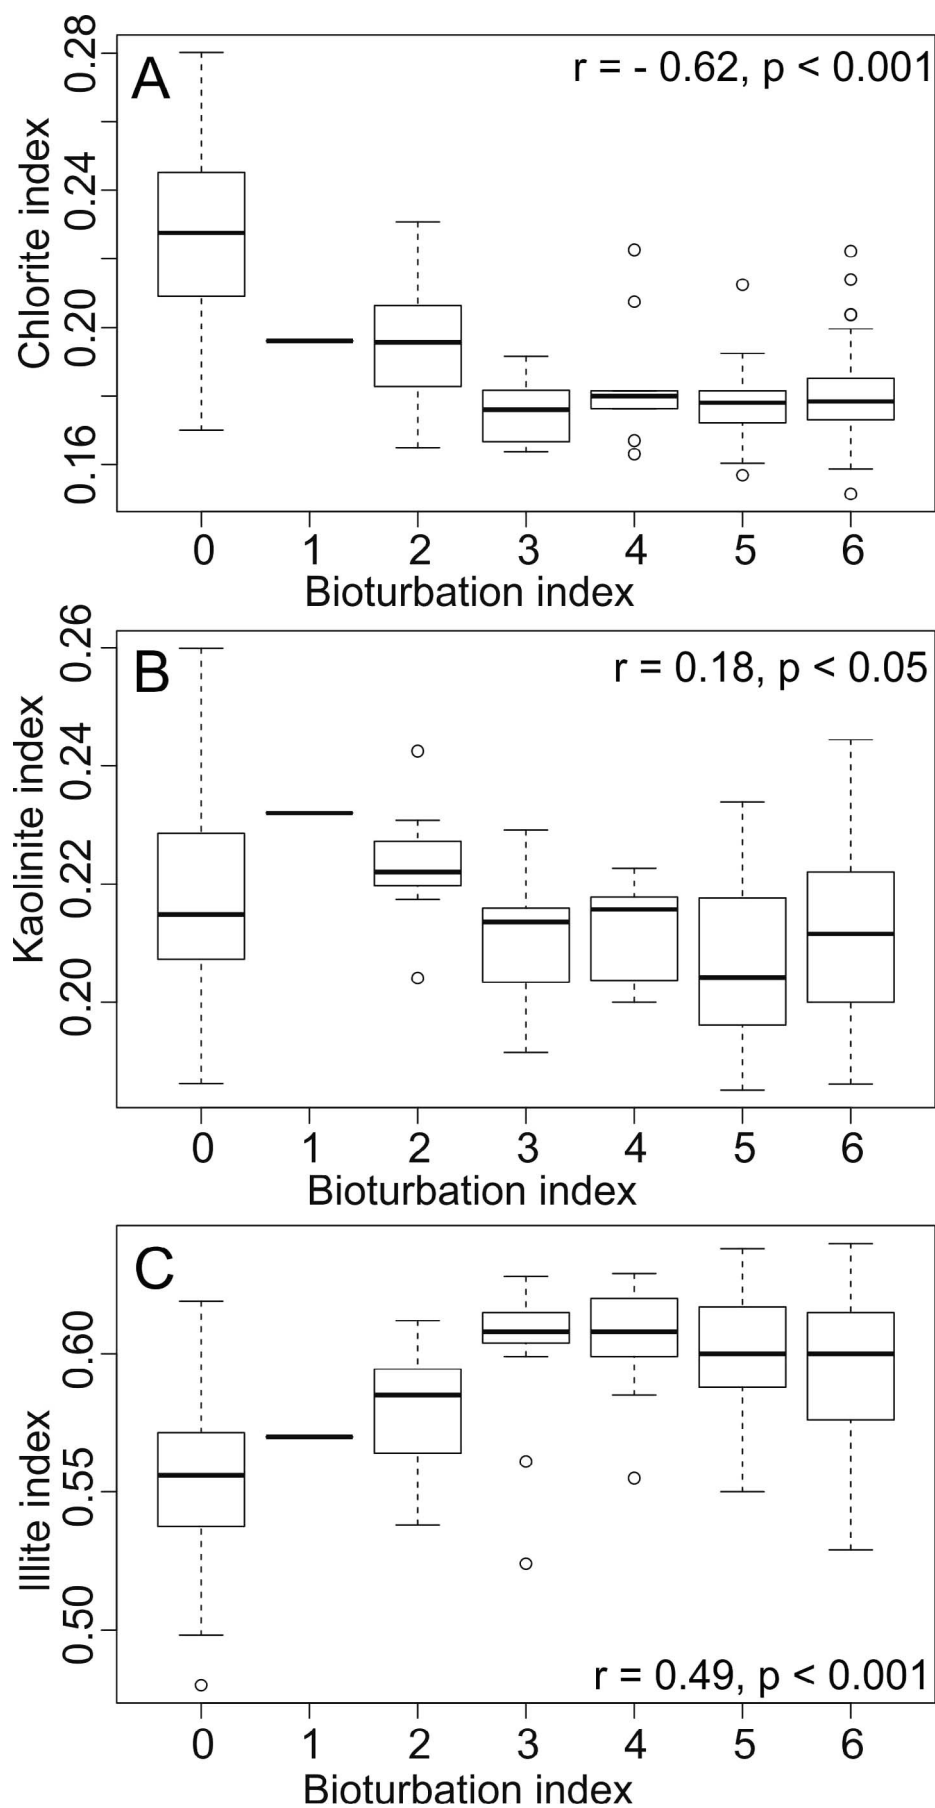 A
r = - 0.62, p < 0.001
Chlorite index
0.28
0.24
0.20
0.16
0 1 2 3 4 5 6
Bioturbation index
B
r = 0.18, p < 0.05
Kaolinite index
0.26
0.24
0.22
0.20
0 1 2 3 4 5 6
Bioturbation index
C
Illite index
0.60
0.55
0.50
r = 0.49, p < 0.001
0 1 2 3 4 5 6
Bioturbation index